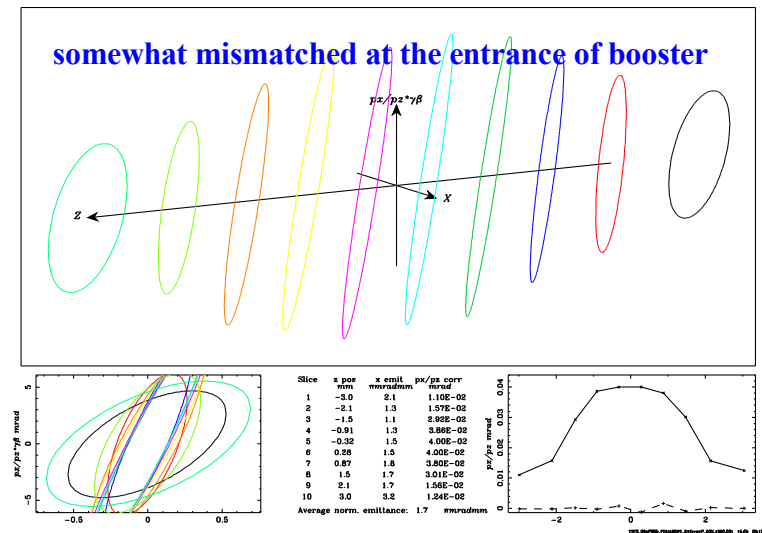 somewhat mismatched at the entrance of booster
px/pz*γβ
Z
X
px/pz*γβ mrad
5
0
-5
-0.5
0
0.5
Slice z pos x emit px/pz corr
mm πmradmm mrad
1 -3.0 2.1 1.10E-02
2 -2.1 1.3 1.57E-02
3 -1.5 1.1 2.92E-02
4 -0.91 1.3 3.86E-02
5 -0.32 1.5 4.00E-02
6 0.28 1.5 4.00E-02
7 0.87 1.8 3.80E-02
8 1.5 1.7 3.01E-02
9 2.1 1.7 1.56E-02
10 3.0 3.2 1.24E-02
Average norm. emittance: 1.7 πmradmm
px/pz mrad
0.04
0.03
0.02
0.01
0
-2
0
2